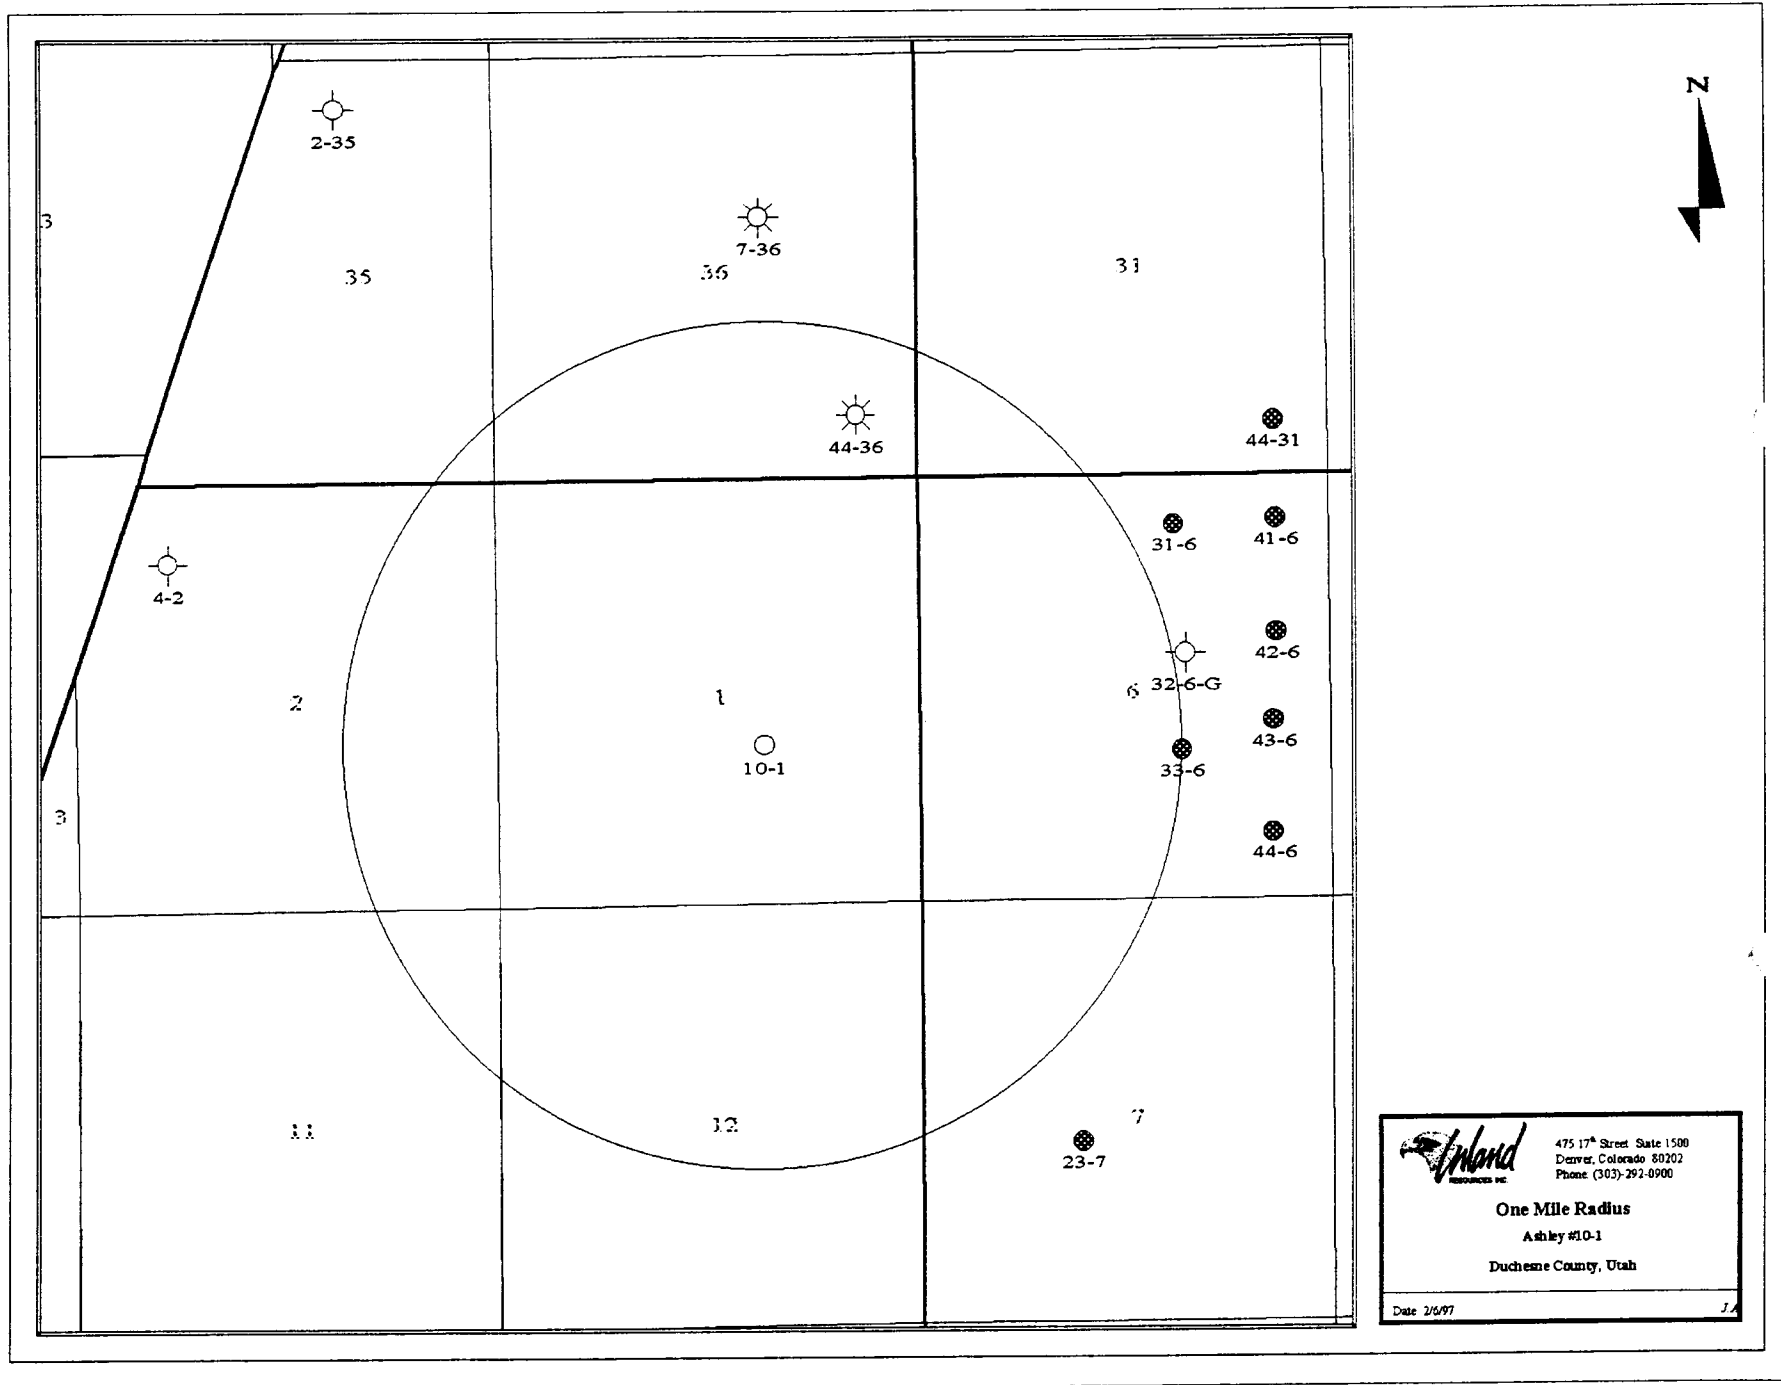 N
2-35
3
7-36
35
36
31
44-36
44-31
31-6
41-6
4-2
42-6
32-6-G
2
1
6
43-6
10-1
33-6
3
44-6
11
12
7
23-7
Inland
RESOURCES INC.
475 17th Street Suite 1500
Denver, Colorado 80202
Phone (303)-292-0900
One Mile Radius
Ashley #10-1
Duchesne County, Utah
Date 2/6/97
J.A